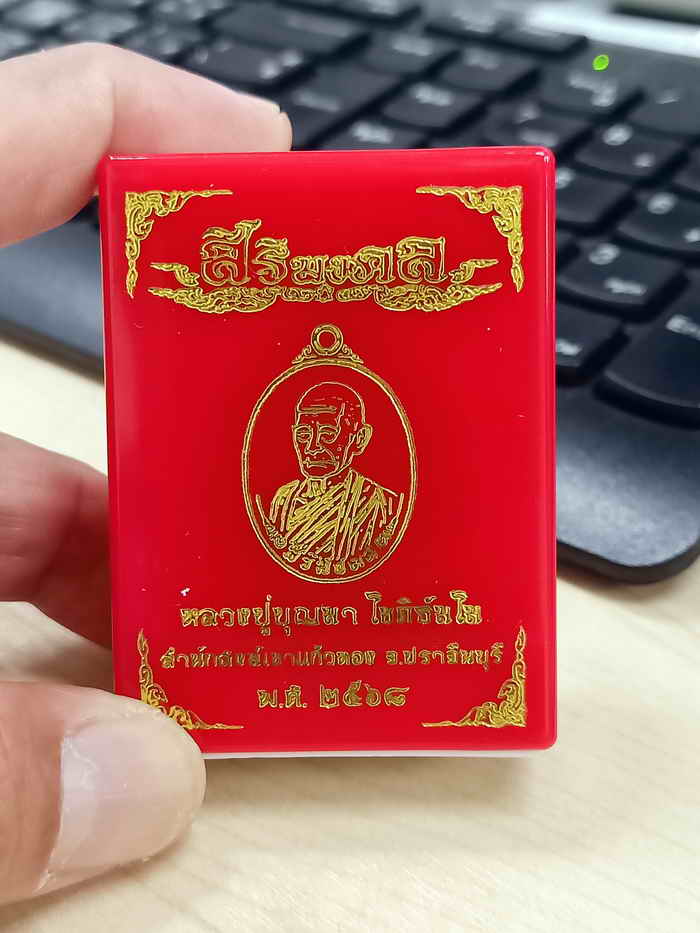 สิริมงคล
หลวงปู่บุญมา โชติธมฺโม
สำนักสงฆ์เขาแก้วทอง จ.ปราจีนบุรี
พ.ศ. ๒๕๖๘